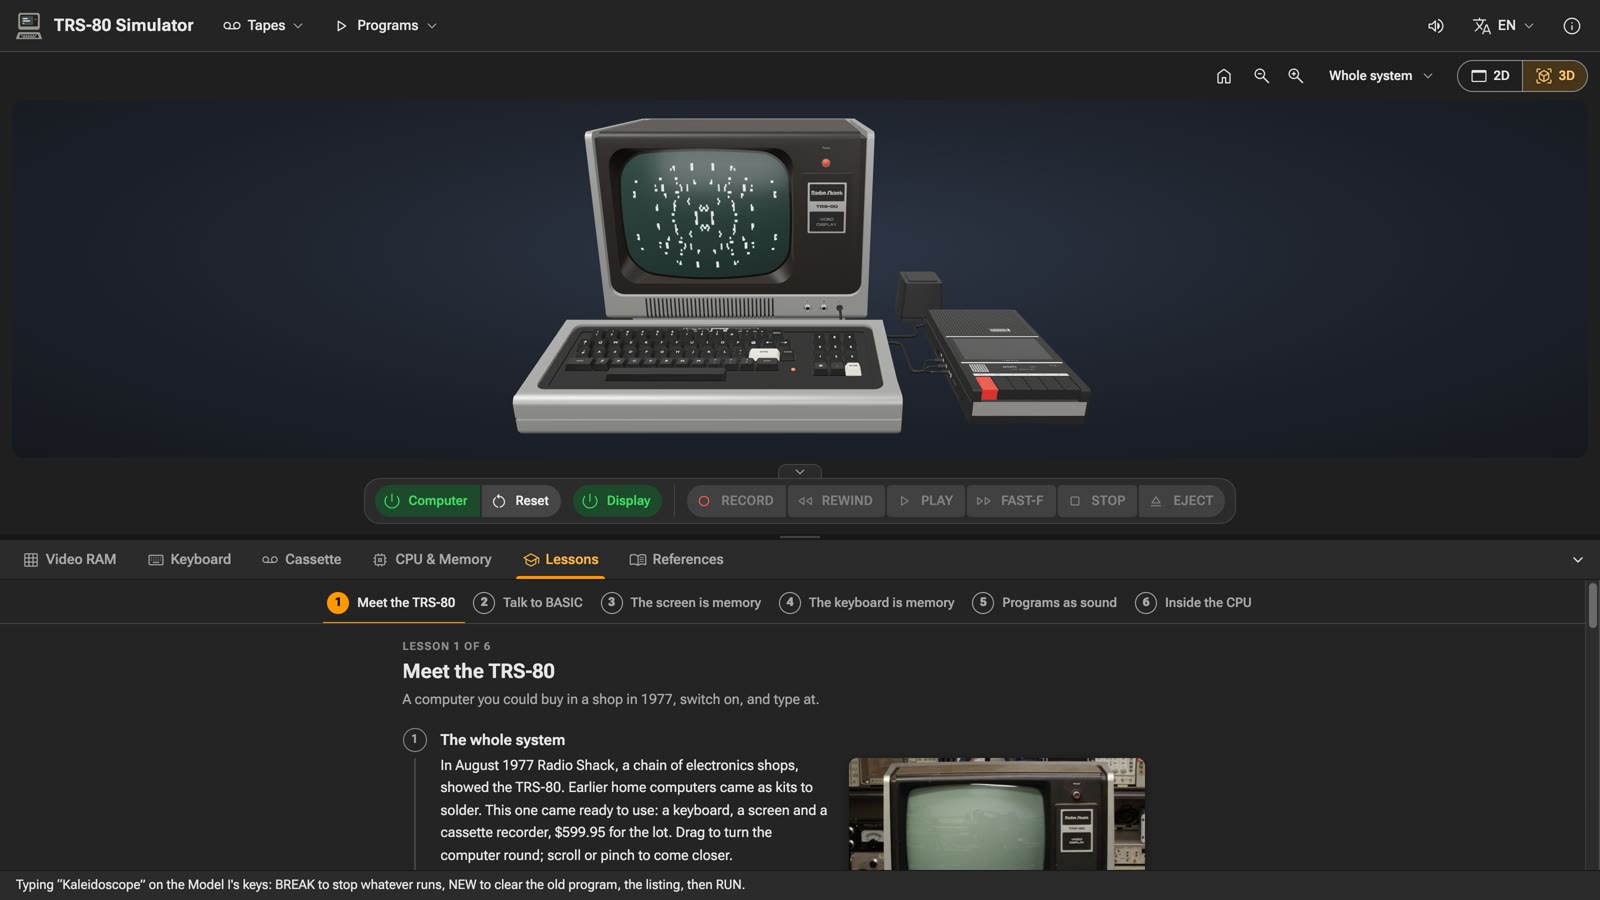 TRS-80 Simulator
Tapes
Programs
EN
Whole system
2D
3D
Radio Shack
TRS-80
VIDEO
DISPLAY
Computer
Reset
Display
RECORD
REWIND
PLAY
FAST-F
STOP
EJECT
Video RAM
Keyboard
Cassette
CPU & Memory
Lessons
References
1 Meet the TRS-80
2 Talk to BASIC
3 The screen is memory
4 The keyboard is memory
5 Programs as sound
6 Inside the CPU
LESSON 1 OF 6
Meet the TRS-80
A computer you could buy in a shop in 1977, switch on, and type at.
1 The whole system
In August 1977 Radio Shack, a chain of electronics shops,
showed the TRS-80. Earlier home computers came as kits to
solder. This one came ready to use: a keyboard, a screen and a
cassette recorder, $599.95 for the lot. Drag to turn the
computer round; scroll or pinch to come closer.
Typing “Kaleidoscope” on the Model I's keys: BREAK to stop whatever runs, NEW to clear the old program, the listing, then RUN.